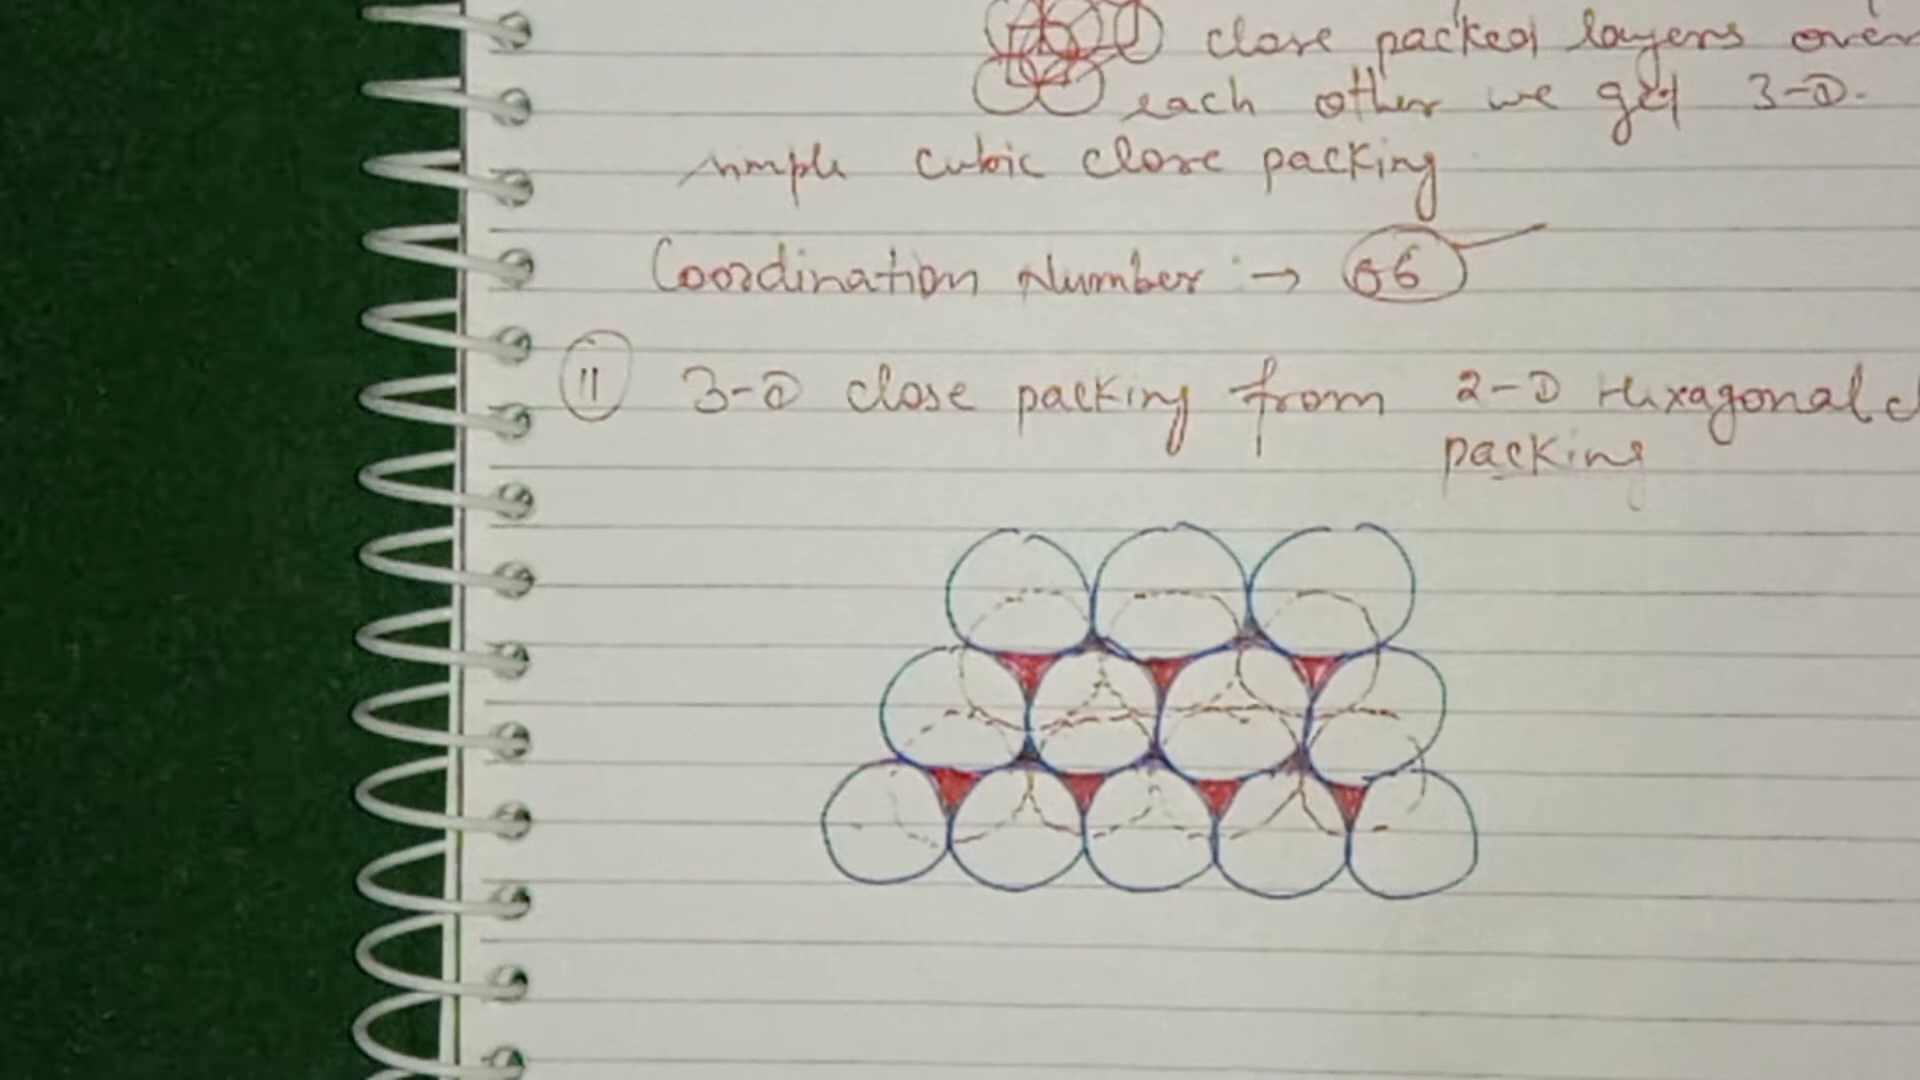 close packed layers over
each other we get 3-D.
simple cubic close packing
Coordination Number :→ 06
(11) 3-D close packing from 2-D Hexagonal
packing